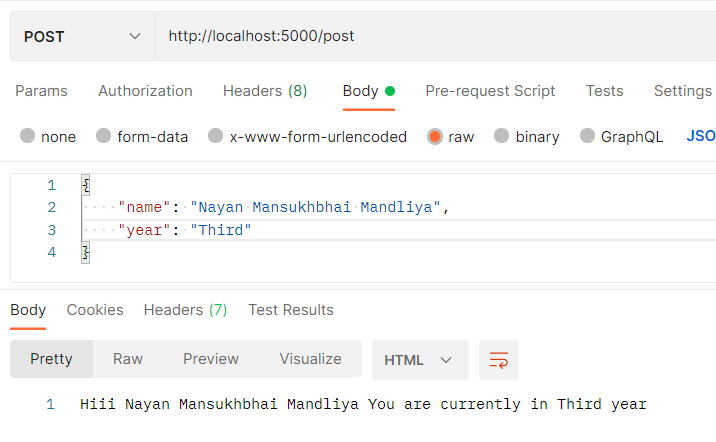 POST http://localhost:5000/post
Params Authorization Headers (8) Body Pre-request Script Tests Settings
none form-data x-www-form-urlencoded raw binary GraphQL JSO
1 {
2 "name": "Nayan Mansukhbhai Mandliya",
3 "year": "Third"
4 }
Body Cookies Headers (7) Test Results
Pretty Raw Preview Visualize HTML
1 Hiii Nayan Mansukhbhai Mandliya You are currently in Third year